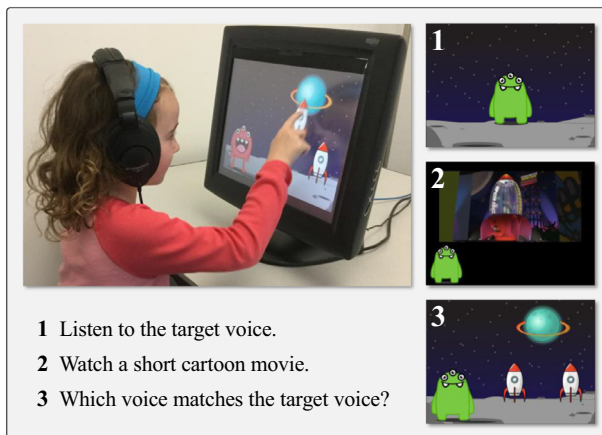 1
2
3
1 Listen to the target voice.
2 Watch a short cartoon movie.
3 Which voice matches the target voice?